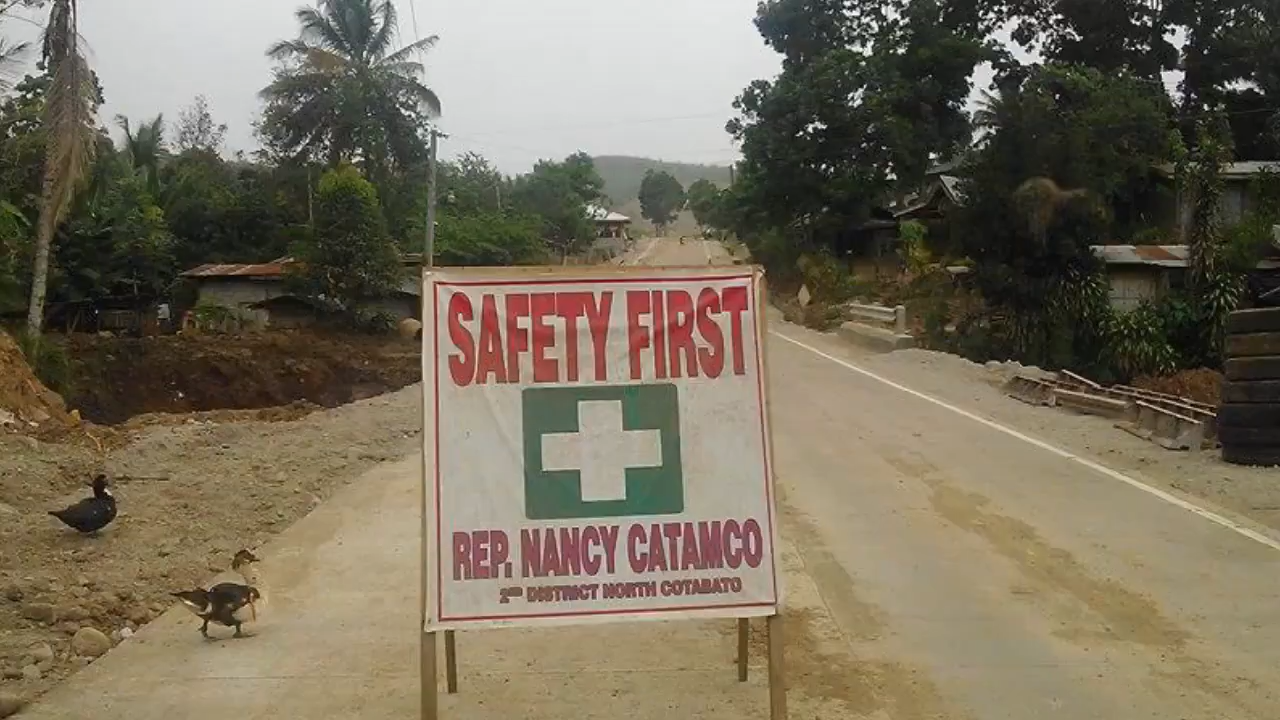 SAFETY FIRST
REP. NANCY CATAMCO
2ND DISTRICT NORTH COTABATO